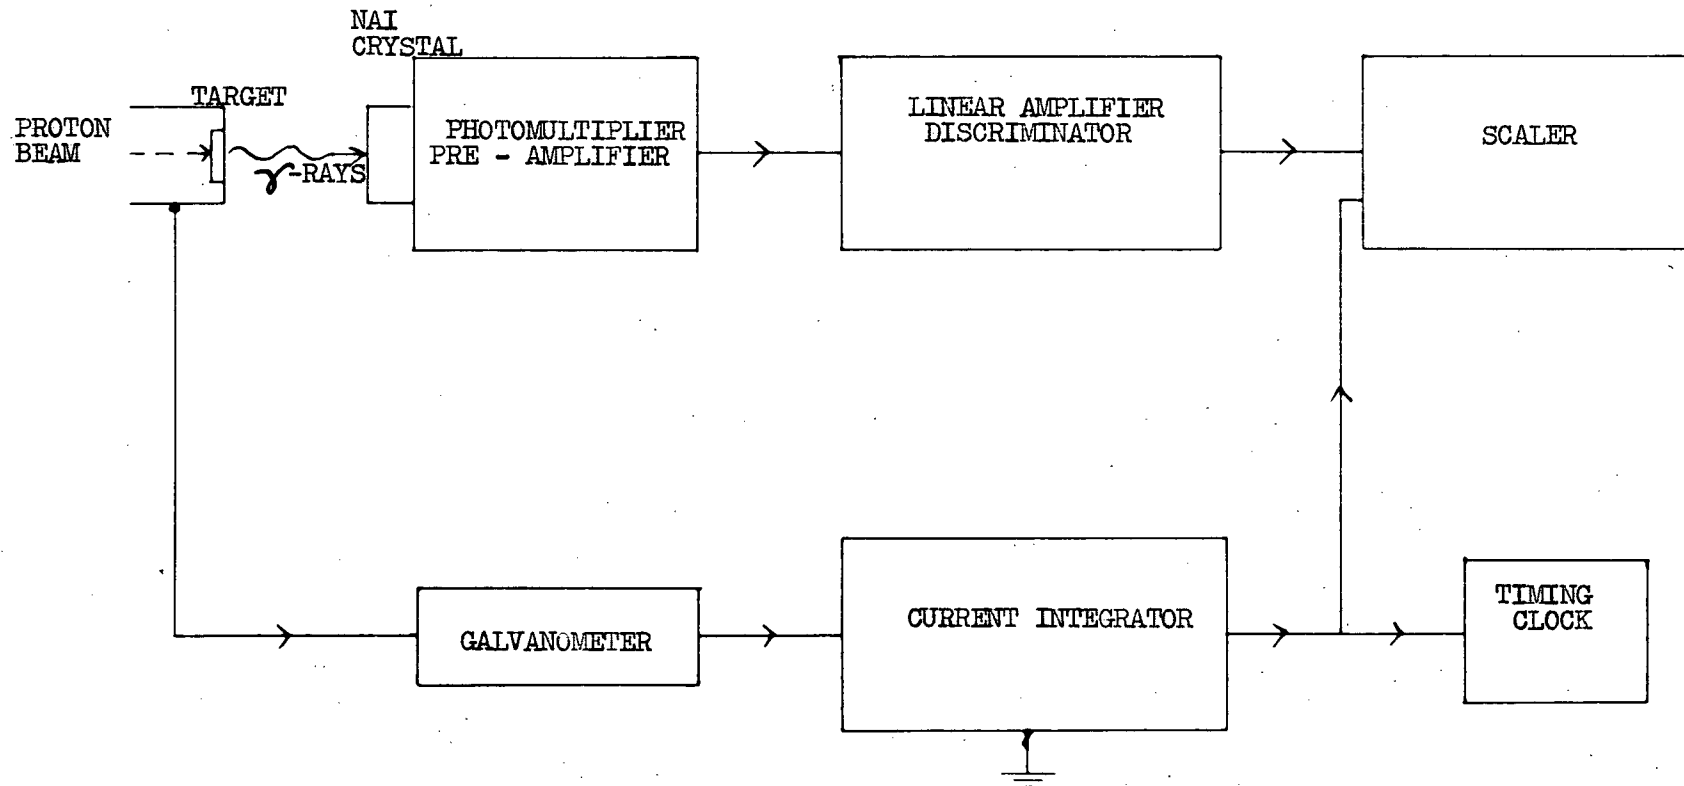 NAI
CRYSTAL
TARGET
PROTON
BEAM
γ-RAYS
PHOTOMULTIPLIER
PRE - AMPLIFIER
LINEAR AMPLIFIER
DISCRIMINATOR
SCALER
GALVANOMETER
CURRENT INTEGRATOR
TIMING
CLOCK